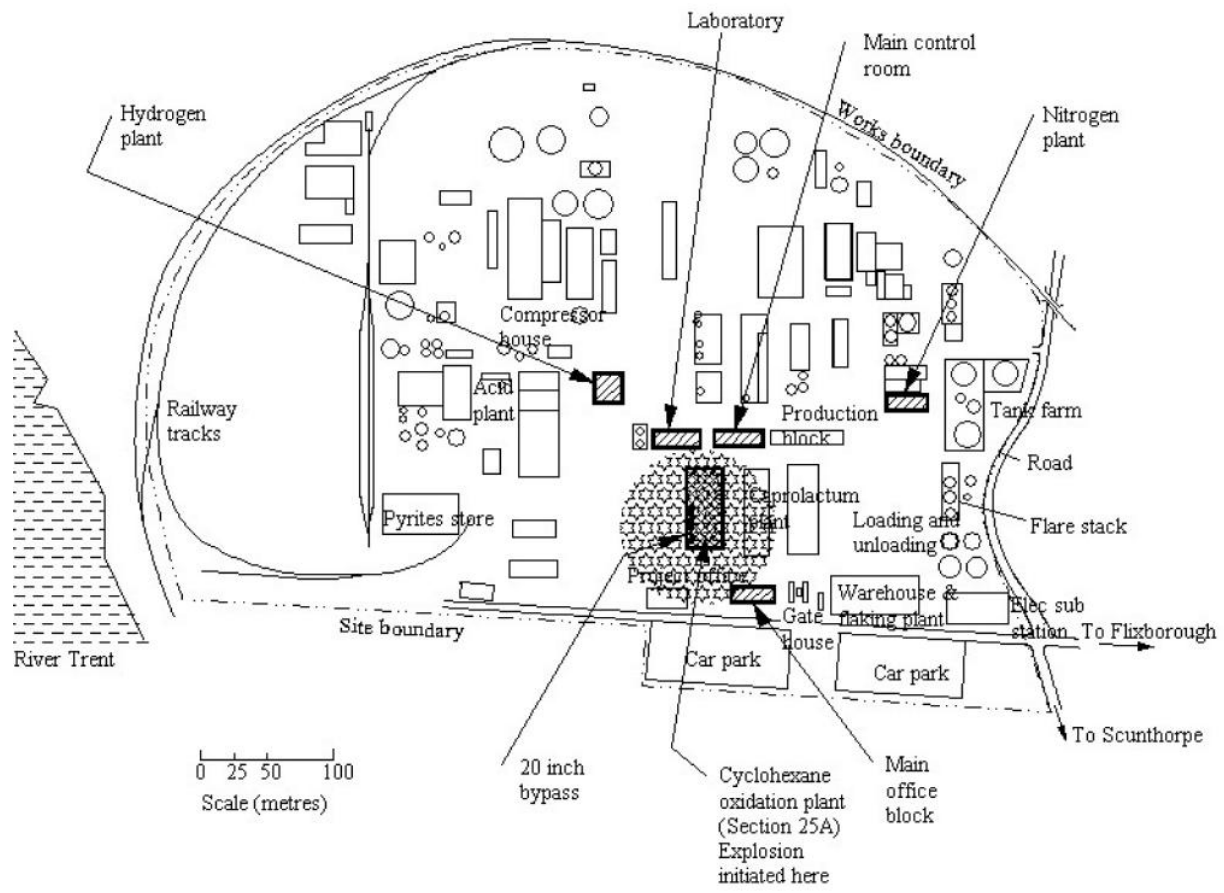 Laboratory
Main control
room
Hydrogen
plant
Nitrogen
plant
Works boundary
Compressor
house
Acid
plant
Railway
tracks
Production
block
Tank farm
Road
Pyrites store
Caprolactum
plant
Loading and
unloading
Flare stack
Project office
Gate
house
Warehouse &
flaking plant
Elec sub
station
Site boundary
To Flixborough
River Trent
Car park
Car park
To Scunthorpe
0 25 50 100
Scale (metres)
20 inch
bypass
Cyclohexane
oxidation plant
(Section 25A)
Explosion
initiated here
Main
office
block